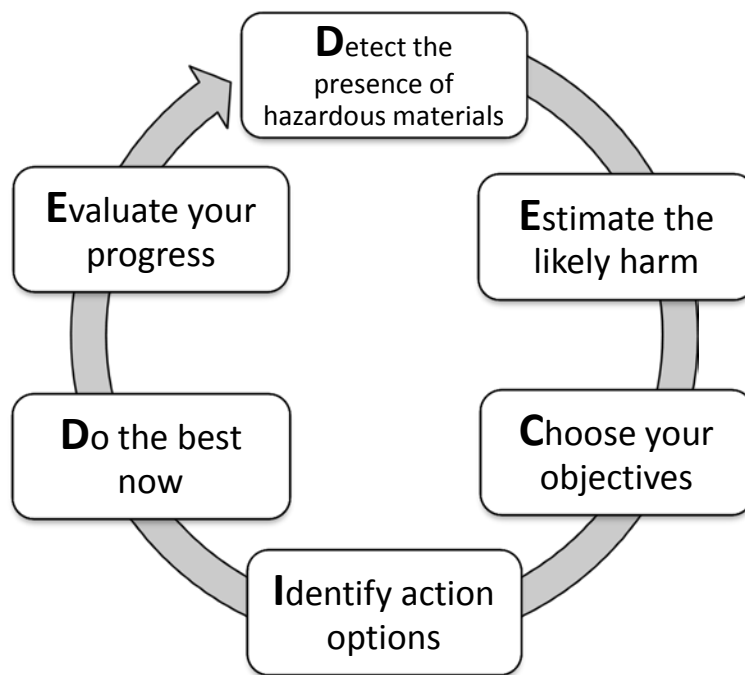 Detect the
presence of
hazardous materials
Estimate the
likely harm
Choose your
objectives
Identify action
options
Do the best
now
Evaluate your
progress